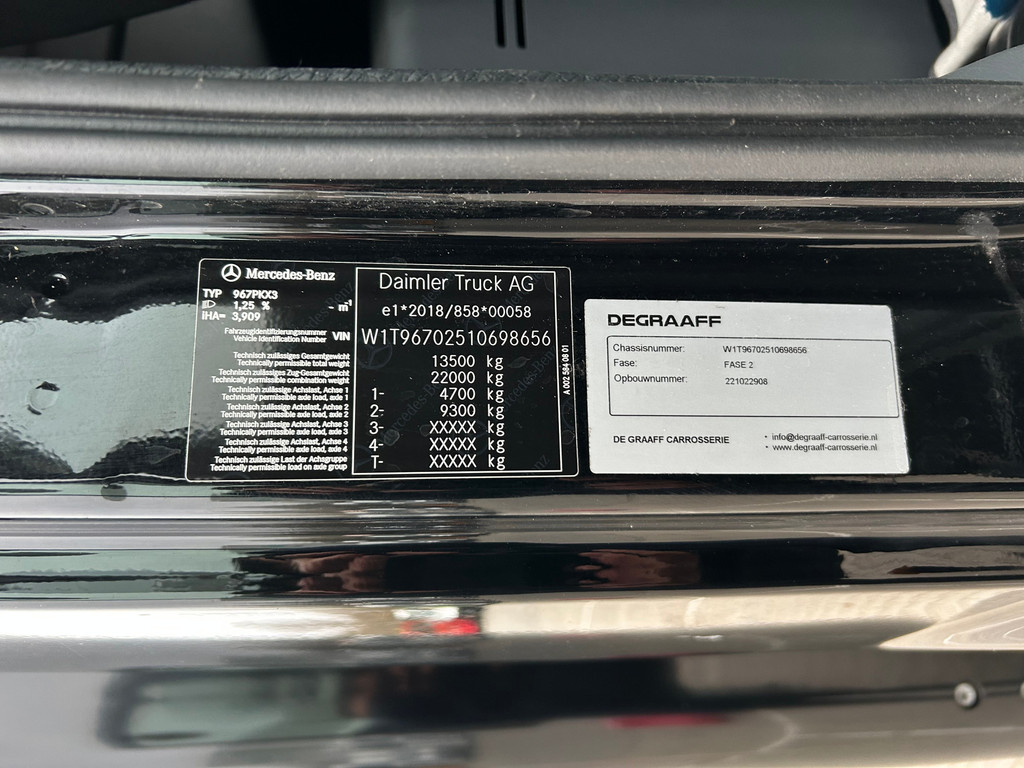 Mercedes-Benz
TYP 967PKX3
1,25 % - m⁻¹
iHA= 3,909
Fahrzeugidentifizierungsnummer
Vehicle Identification Number VIN
Daimler Truck AG
e1*2018/858*00058
W1T96702510698656
Technisch zulässiges Gesamtgewicht
Technically permissible total weight 13500 kg
Technisch zulässiges Zug-Gesamtgewicht
Technically permissible combination weight 22000 kg
Technisch zulässige Achslast, Achse 1
Technically permissible axle load, axle 1 1- 4700 kg
Technisch zulässige Achslast, Achse 2
Technically permissible axle load, axle 2 2- 9300 kg
Technisch zulässige Achslast, Achse 3
Technically permissible axle load, axle 3 3- XXXXX kg
Technisch zulässige Achslast, Achse 4
Technically permissible axle load, axle 4 4- XXXXX kg
Technisch zulässige Last der Achsgruppe
Technically permissible load on axle group T- XXXXX kg
A 002 584 08 01
DEGRAAFF
Chassisnummer: W1T96702510698656
Fase: FASE 2
Opbouwnummer: 221022908
DE GRAAFF CARROSSERIE
• info@degraaff-carrosserie.nl
• www.degraaff-carrosserie.nl